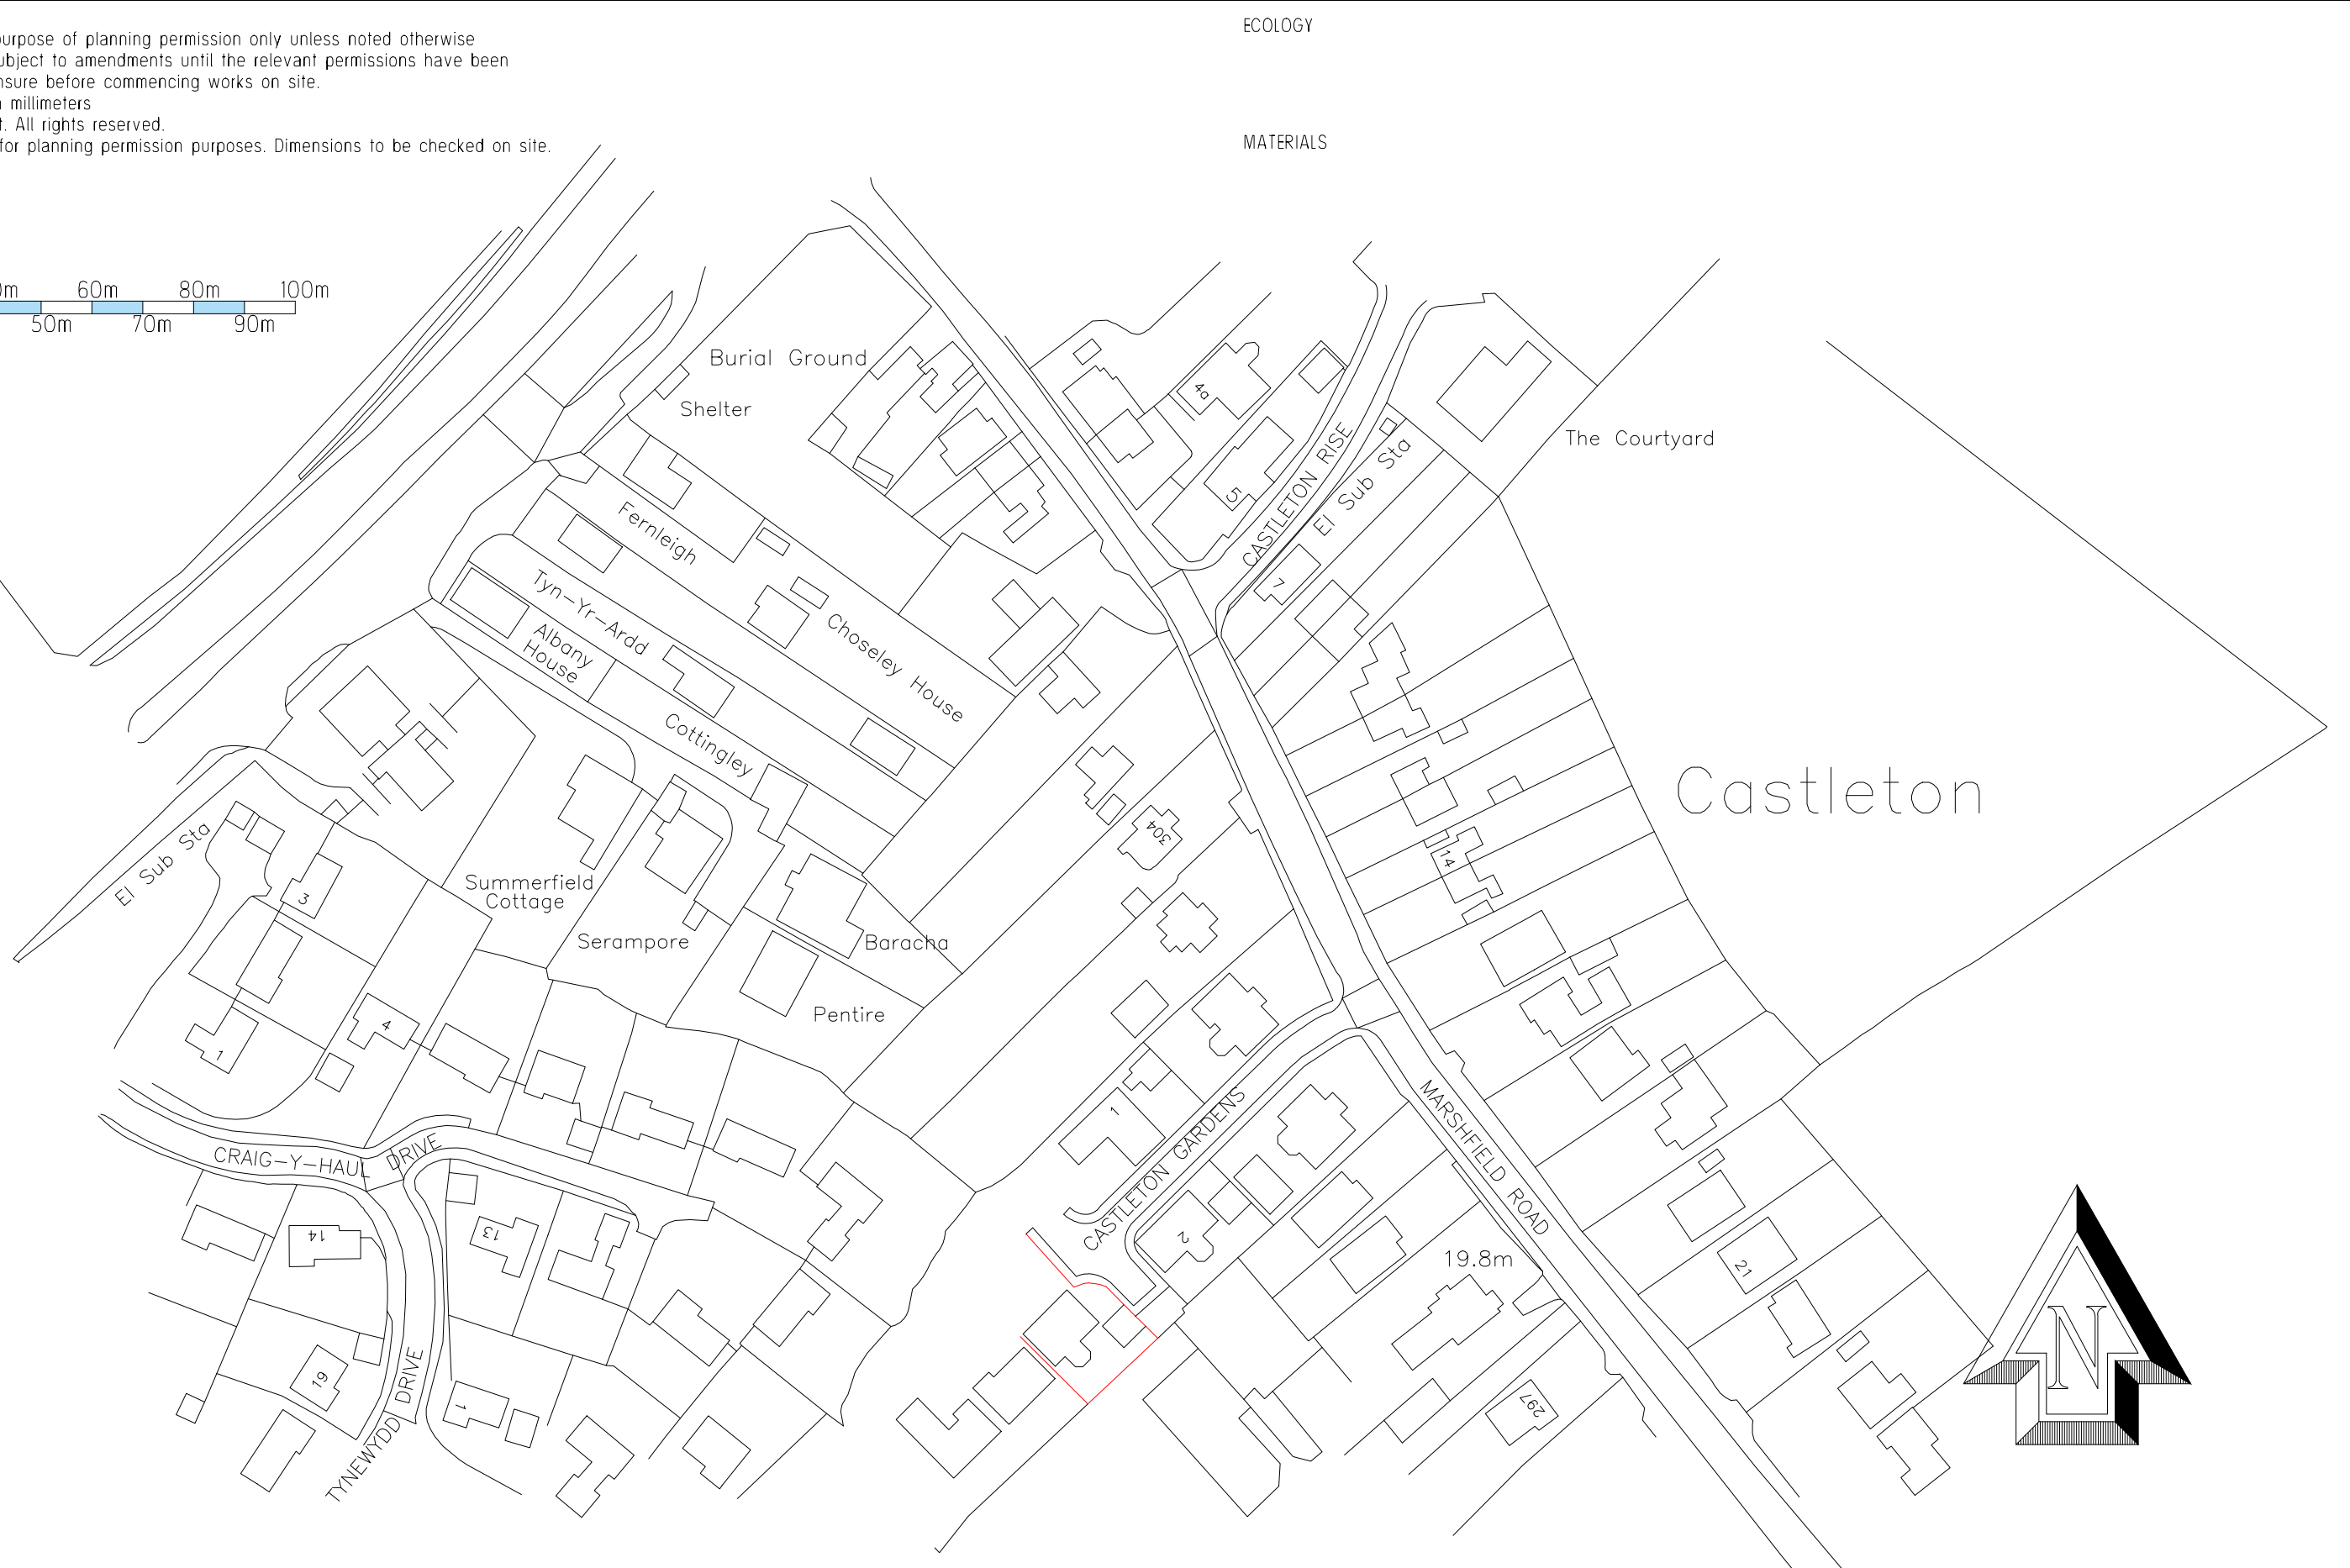 purpose of planning permission only unless noted otherwise
subject to amendments until the relevant permissions have been
ensure before commencing works on site.
millimeters
All rights reserved.
for planning permission purposes. Dimensions to be checked on site.
ECOLOGY
MATERIALS
60m 80m 100m
50m 70m 90m
Burial Ground
Shelter
4a
5
CASTLETON RISE
El Sub Sta
The Courtyard
7
Fernleigh
Tyn-Yr-Ardd
Albany
House
Choseley House
Cottingley
Castleton
304
14
El Sub Sta
3
Summerfield
Cottage
Serampore
Baracha
Pentire
4
1
1
CASTLETON GARDENS
MARSHFIELD ROAD
CRAIG-Y-HAUL DRIVE
14
13
2
19.8m
21
19
TYNEWYDD DRIVE
1
297
N